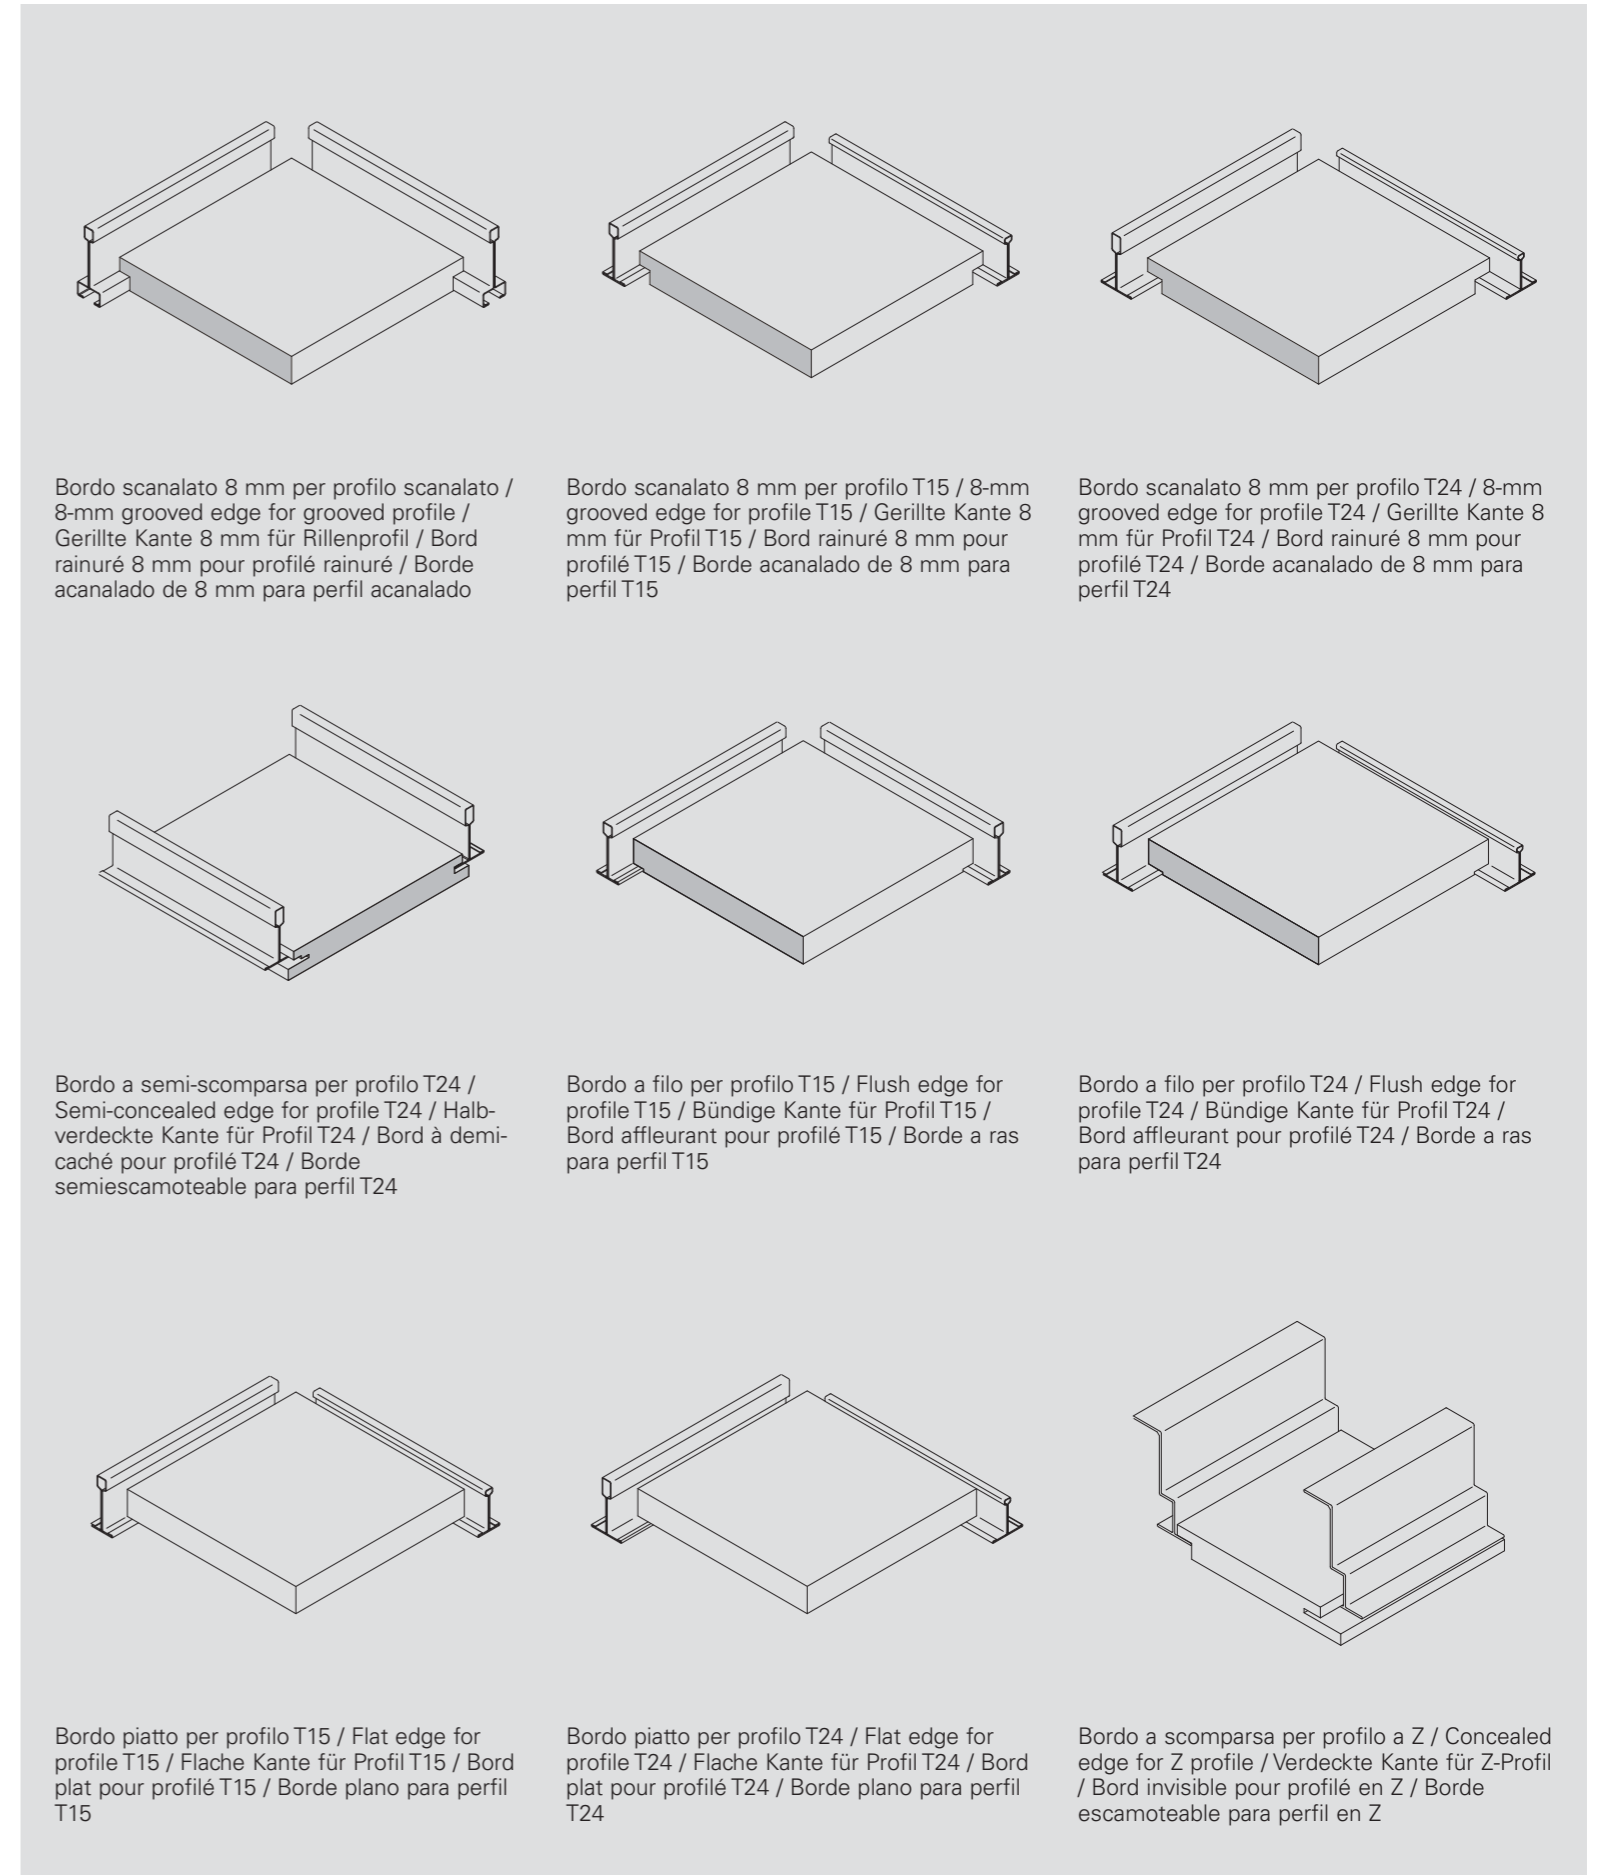 Bordo scanalato 8 mm per profilo scanalato /
8-mm grooved edge for grooved profile /
Gerillte Kante 8 mm für Rillenprofil / Bord
rainuré 8 mm pour profilé rainuré / Borde
acanalado de 8 mm para perfil acanalado
Bordo scanalato 8 mm per profilo T15 / 8-mm
grooved edge for profile T15 / Gerillte Kante 8
mm für Profil T15 / Bord rainuré 8 mm pour
profilé T15 / Borde acanalado de 8 mm para
perfil T15
Bordo scanalato 8 mm per profilo T24 / 8-mm
grooved edge for profile T24 / Gerillte Kante 8
mm für Profil T24 / Bord rainuré 8 mm pour
profilé T24 / Borde acanalado de 8 mm para
perfil T24
Bordo a semi-scomparsa per profilo T24 /
Semi-concealed edge for profile T24 / Halb-
verdeckte Kante für Profil T24 / Bord à demi-
caché pour profilé T24 / Borde
semiescamoteable para perfil T24
Bordo a filo per profilo T15 / Flush edge for
profile T15 / Bündige Kante für Profil T15 /
Bord affleurant pour profilé T15 / Borde a ras
para perfil T15
Bordo a filo per profilo T24 / Flush edge for
profile T24 / Bündige Kante für Profil T24 /
Bord affleurant pour profilé T24 / Borde a ras
para perfil T24
Bordo piatto per profilo T15 / Flat edge for
profile T15 / Flache Kante für Profil T15 / Bord
plat pour profilé T15 / Borde plano para perfil
T15
Bordo piatto per profilo T24 / Flat edge for
profile T24 / Flache Kante für Profil T24 / Bord
plat pour profilé T24 / Borde plano para perfil
T24
Bordo a scomparsa per profilo a Z / Concealed
edge for Z profile / Verdeckte Kante für Z-Profil
/ Bord invisible pour profilé en Z / Borde
escamoteable para perfil en Z